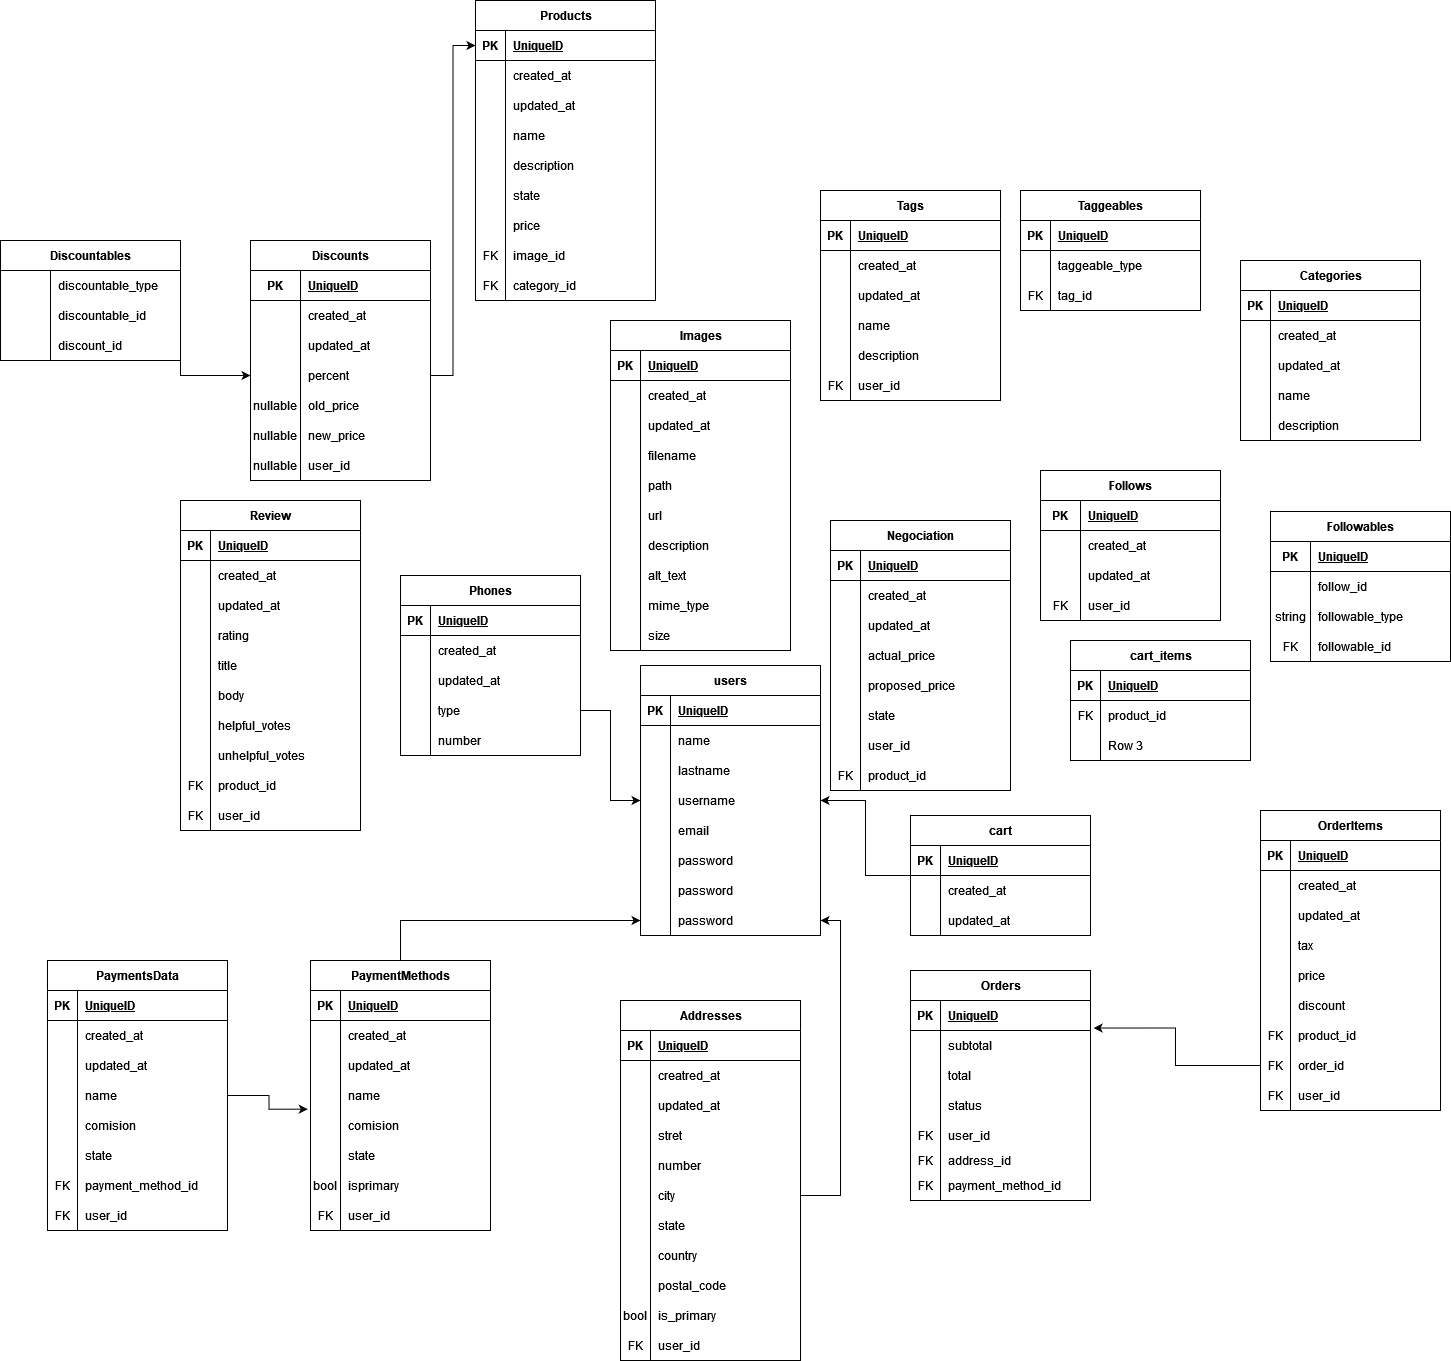 Products
PK UniqueID
created_at
updated_at
name
description
state
price
FK image_id
FK category_id
Discountables
discountable_type
discountable_id
discount_id
Discounts
PK UniqueID
created_at
updated_at
percent
nullable old_price
nullable new_price
nullable user_id
Tags
PK UniqueID
created_at
updated_at
name
description
FK user_id
Taggeables
PK UniqueID
taggeable_type
FK tag_id
Categories
PK UniqueID
created_at
updated_at
name
description
Images
PK UniqueID
created_at
updated_at
filename
path
url
description
alt_text
mime_type
size
Review
PK UniqueID
created_at
updated_at
rating
title
body
helpful_votes
unhelpful_votes
FK product_id
FK user_id
Phones
PK UniqueID
created_at
updated_at
type
number
Negociation
PK UniqueID
created_at
updated_at
actual_price
proposed_price
state
user_id
FK product_id
Follows
PK UniqueID
created_at
updated_at
FK user_id
Followables
PK UniqueID
follow_id
string followable_type
FK followable_id
cart_items
PK UniqueID
FK product_id
Row 3
users
PK UniqueID
name
lastname
username
email
password
password
password
cart
PK UniqueID
created_at
updated_at
OrderItems
PK UniqueID
created_at
updated_at
tax
price
discount
FK product_id
FK order_id
FK user_id
PaymentsData
PK UniqueID
created_at
updated_at
name
comision
state
FK payment_method_id
FK user_id
PaymentMethods
PK UniqueID
created_at
updated_at
name
comision
state
bool isprimary
FK user_id
Addresses
PK UniqueID
creatred_at
updated_at
stret
number
city
state
country
postal_code
bool is_primary
FK user_id
Orders
PK UniqueID
subtotal
total
status
FK user_id
FK address_id
FK payment_method_id